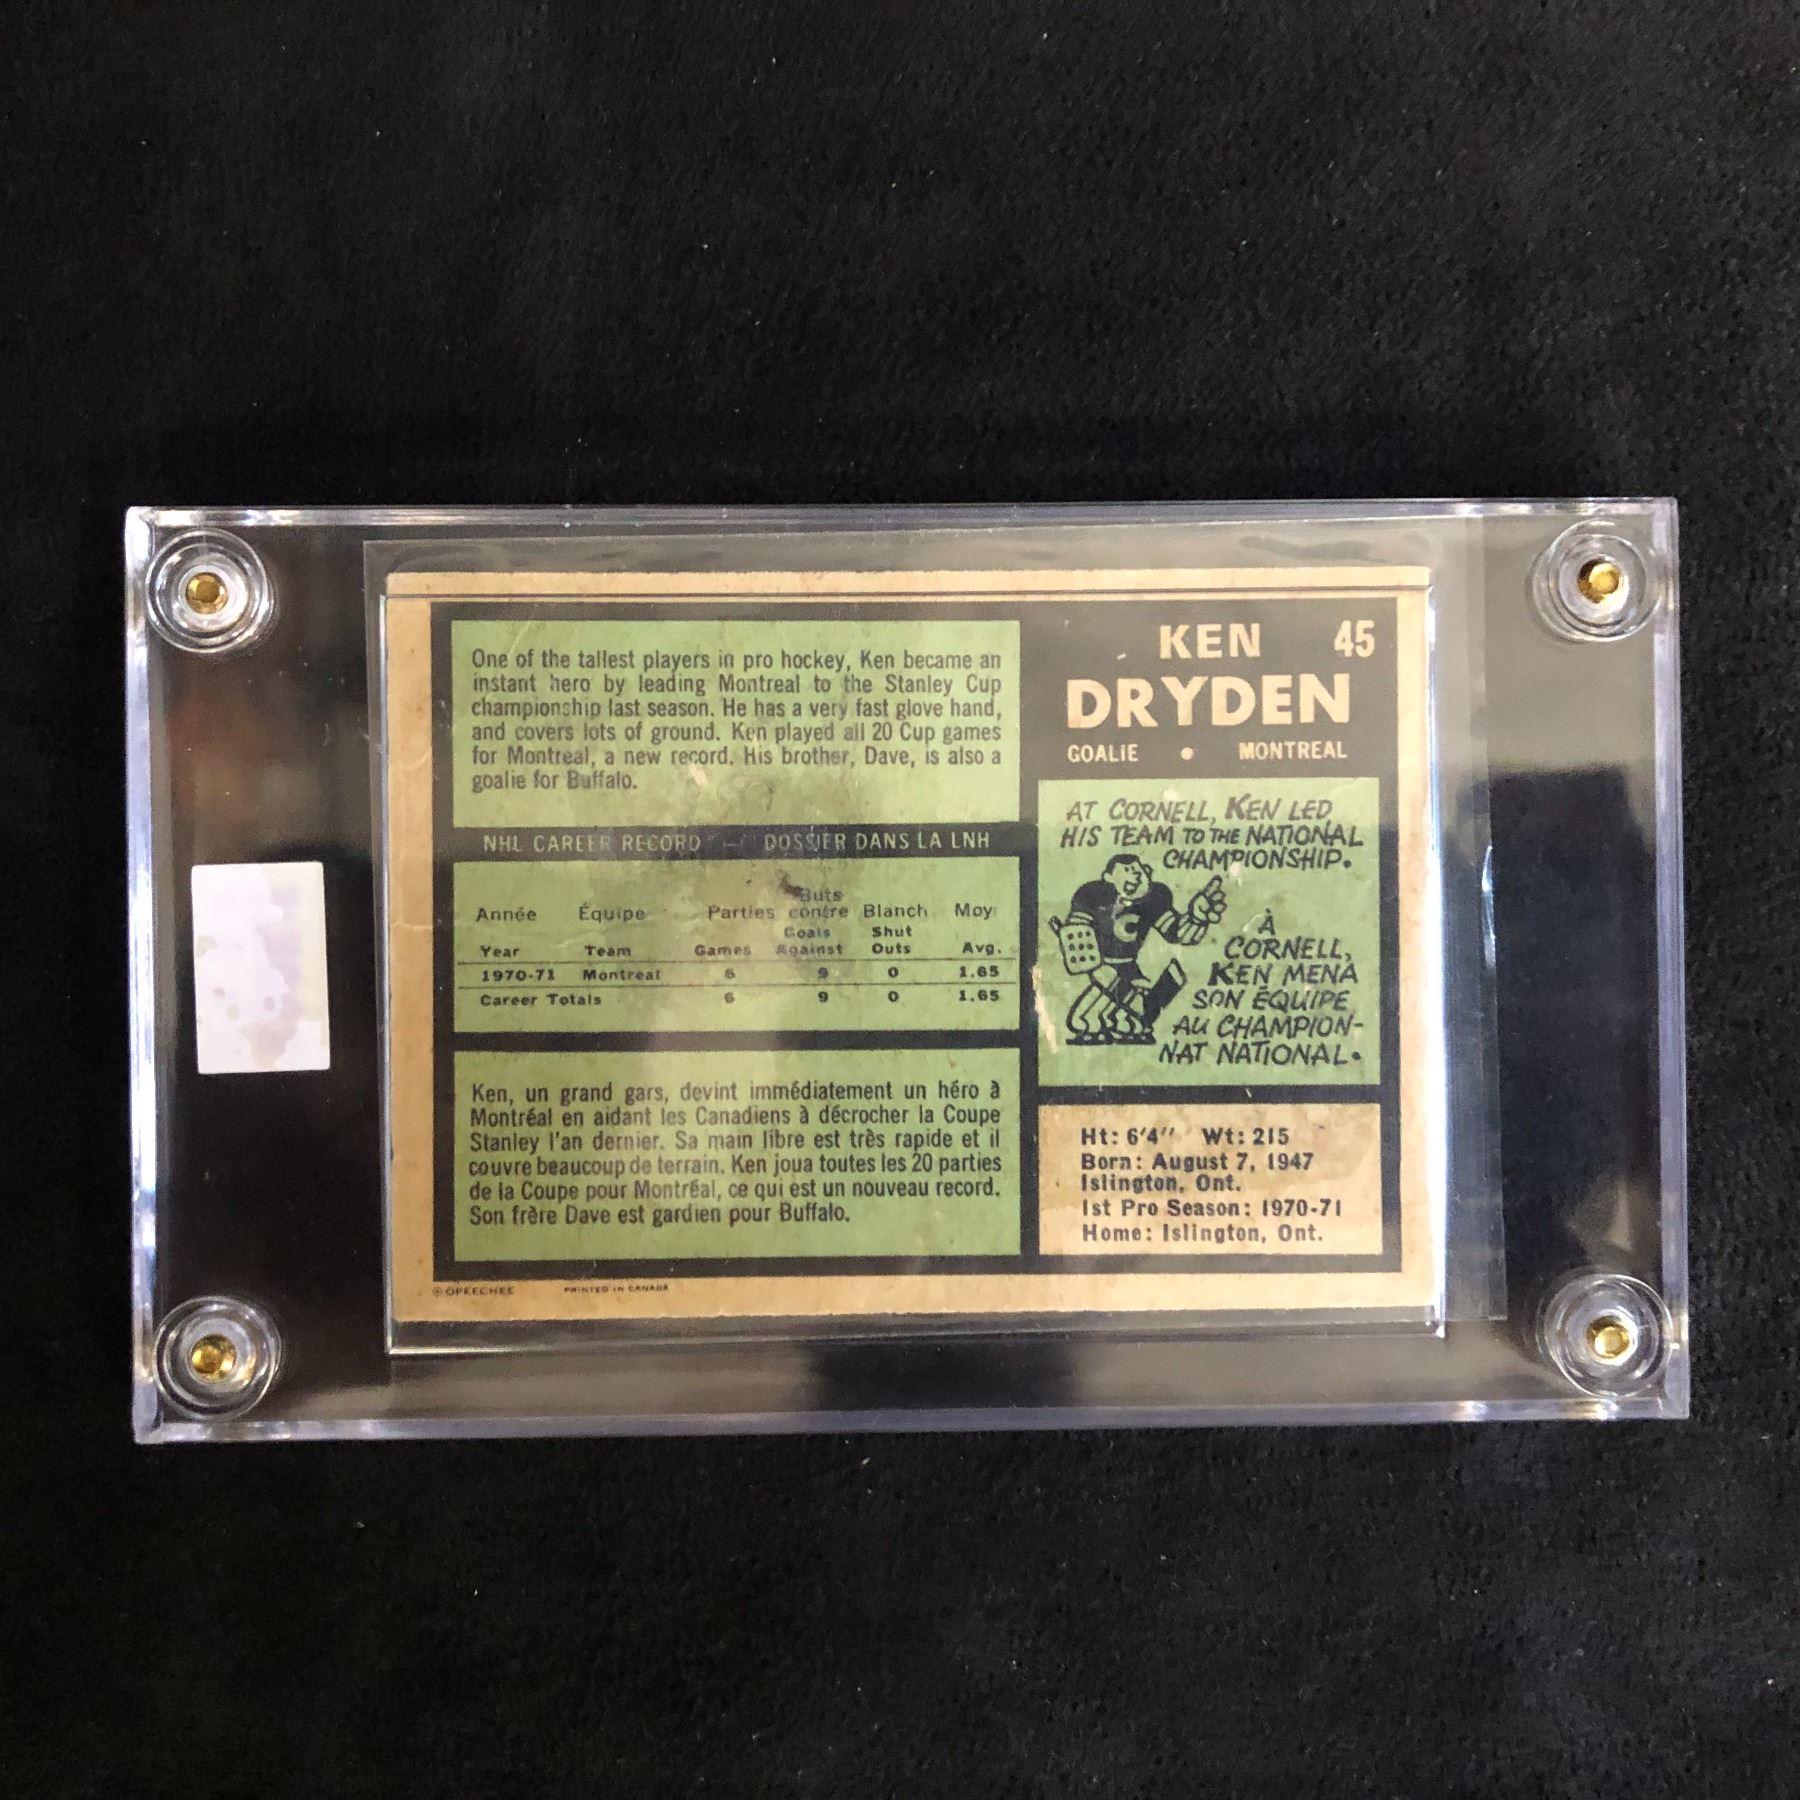 One of the tallest players in pro hockey, Ken became an
instant hero by leading Montreal to the Stanley Cup
championship last season. He has a very fast glove hand,
and covers lots of ground. Ken played all 20 Cup games
for Montreal, a new record. His brother, Dave, is also a
goalie for Buffalo.
NHL CAREER RECORD — DOSSIER DANS LA LNH
Année Équipe Parties Buts contre Blanch Moy
Year Team Games Goals Against Shut Outs Avg.
1970-71 Montreal 6 9 0 1.65
Career Totals 6 9 0 1.65
Ken, un grand gars, devint immédiatement un héro à
Montréal en aidant les Canadiens à décrocher la Coupe
Stanley l'an dernier. Sa main libre est très rapide et il
couvre beaucoup de terrain. Ken joua toutes les 20 parties
de la Coupe pour Montréal, ce qui est un nouveau record.
Son frère Dave est gardien pour Buffalo.
© OPEECHEE PRINTED IN CANADA
KEN 45
DRYDEN
GOALIE • MONTREAL
AT CORNELL, KEN LED
HIS TEAM TO THE NATIONAL
CHAMPIONSHIP.
C
À
CORNELL,
KEN MENA
SON ÉQUIPE
AU CHAMPION-
NAT NATIONAL.
Ht: 6'4" Wt: 215
Born: August 7, 1947
Islington, Ont.
1st Pro Season: 1970-71
Home: Islington, Ont.